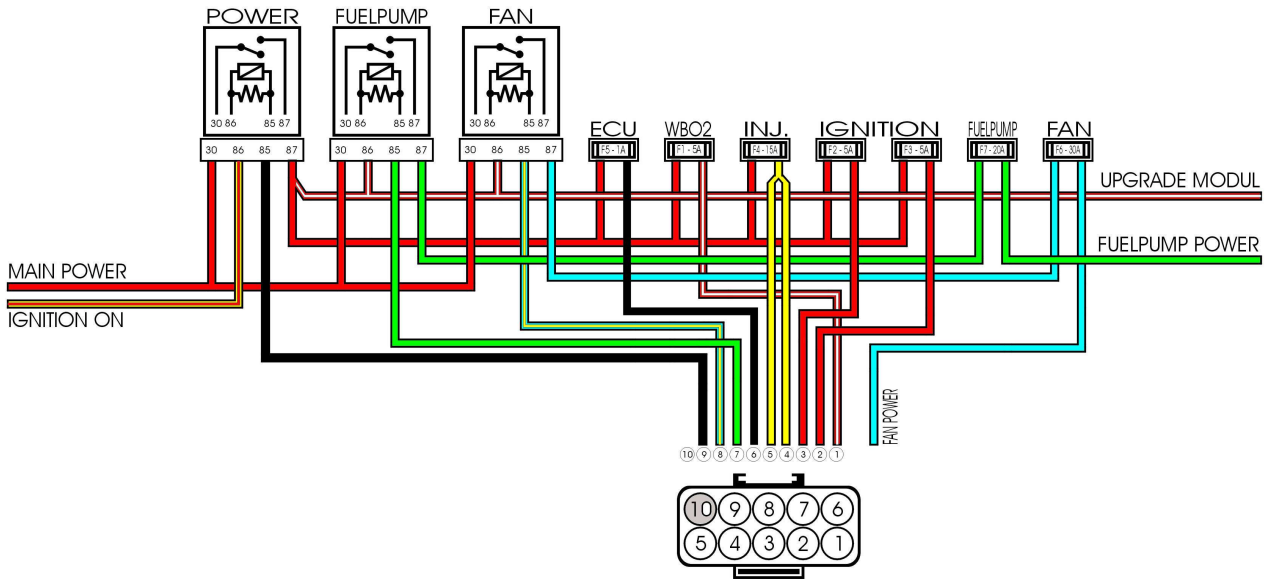 POWER FUELPUMP FAN
30 86 85 87 30 86 85 87 30 86 85 87
ECU WBO2 INJ. IGNITION FUELPUMP FAN
30 86 85 87 30 86 85 87 30 86 85 87 F5 - 1A F1 - 5A F4 - 15A F2 - 5A F3 - 5A F7 - 20A F6 - 30A
UPGRADE MODUL
FUELPUMP POWER
MAIN POWER
IGNITION ON
FAN POWER
10 9 8 7 6 5 4 3 2 1
10 9 8 7 6
5 4 3 2 1